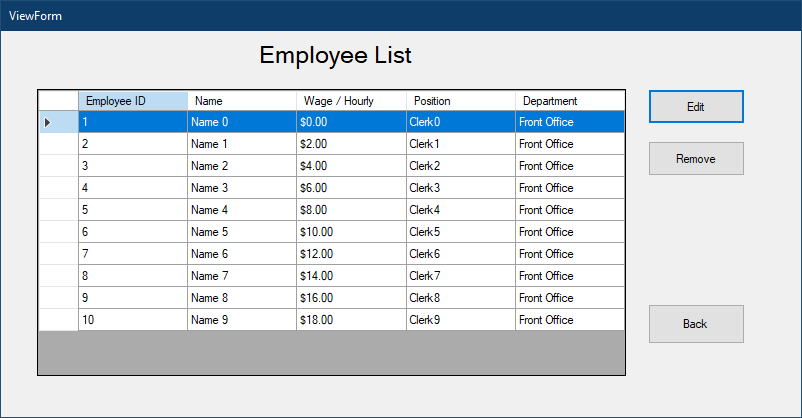 ViewForm
Employee List
Employee ID Name Wage / Hourly Position Department
1 Name 0 $0.00 Clerk0 Front Office
2 Name 1 $2.00 Clerk1 Front Office
3 Name 2 $4.00 Clerk2 Front Office
4 Name 3 $6.00 Clerk3 Front Office
5 Name 4 $8.00 Clerk4 Front Office
6 Name 5 $10.00 Clerk5 Front Office
7 Name 6 $12.00 Clerk6 Front Office
8 Name 7 $14.00 Clerk7 Front Office
9 Name 8 $16.00 Clerk8 Front Office
10 Name 9 $18.00 Clerk9 Front Office
Edit
Remove
Back